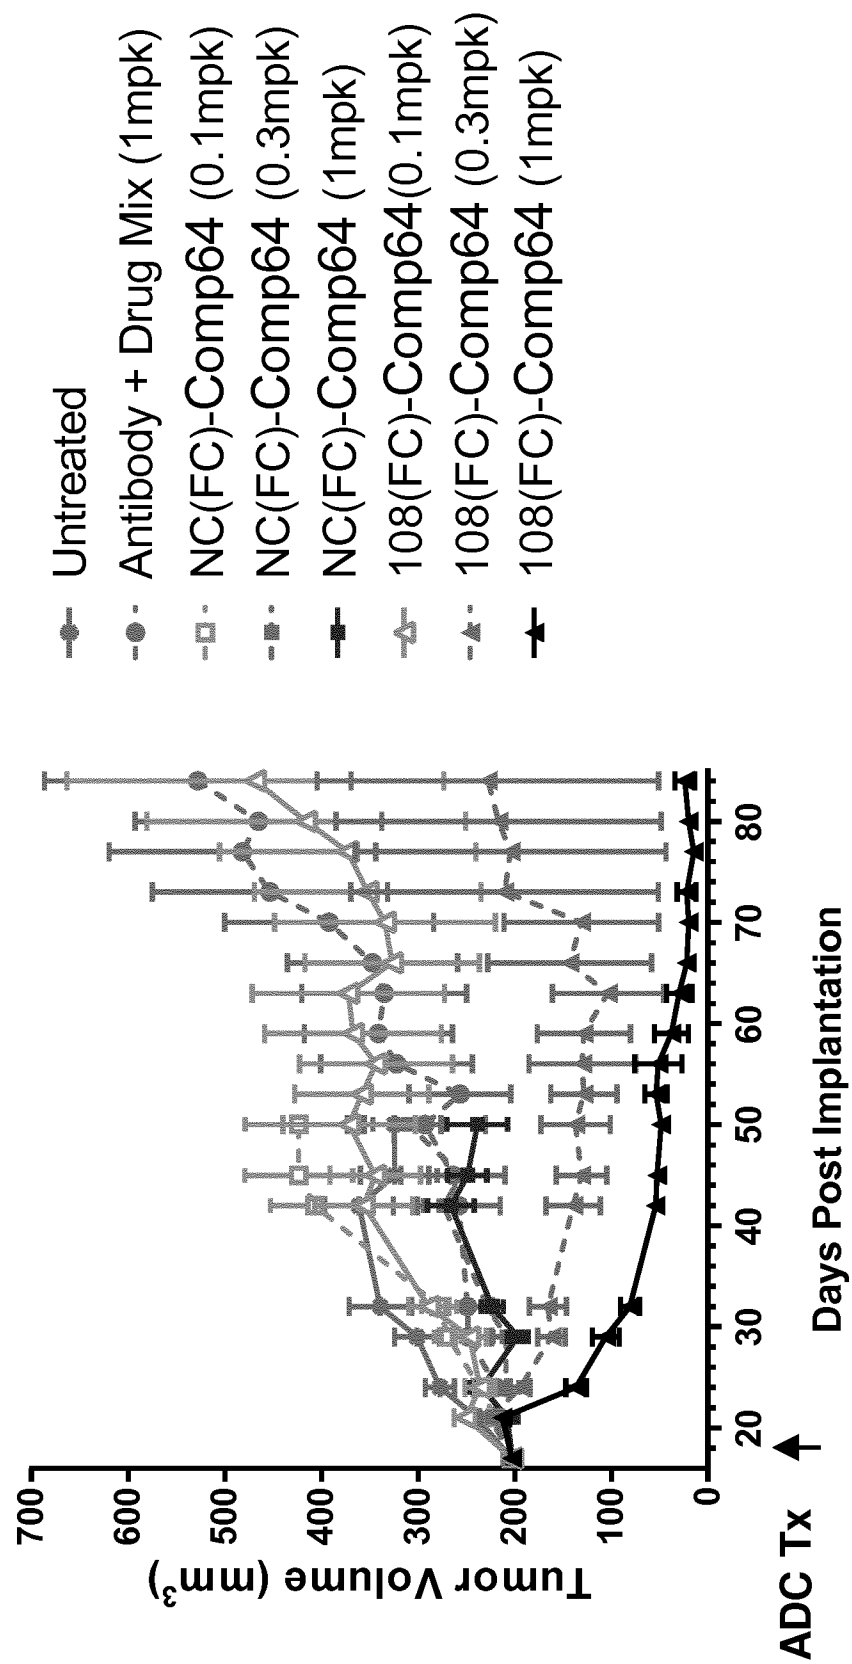 Untreated
Antibody + Drug Mix (1mpk)
NC(FC)-Comp64 (0.1mpk)
NC(FC)-Comp64 (0.3mpk)
NC(FC)-Comp64 (1mpk)
108(FC)-Comp64(0.1mpk)
108(FC)-Comp64 (0.3mpk)
108(FC)-Comp64 (1mpk)
Tumor Volume (mm³)
700
600
500
400
300
200
100
0
20
30
40
50
60
70
80
ADC Tx
Days Post Implantation